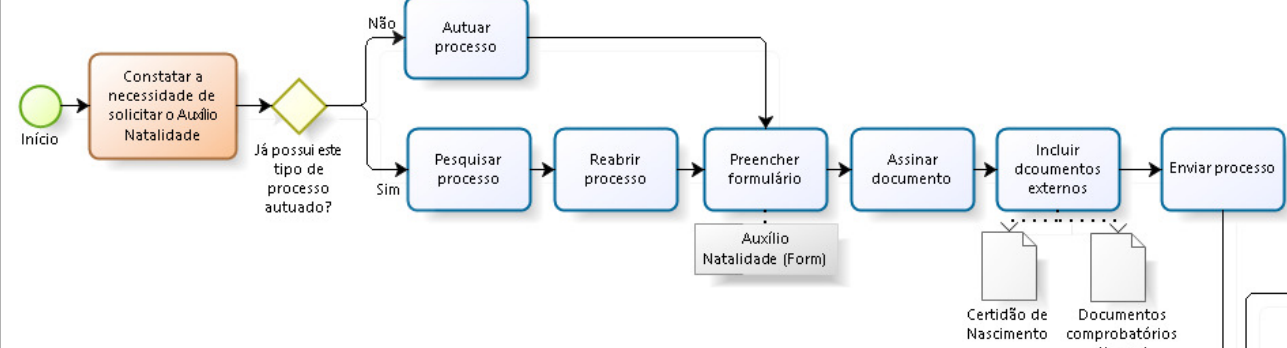 Não
Autuar
processo
Constatar a
necessidade de
solicitar o Auxílio
Natalidade
Início
Já possui este
tipo de
processo
autuado?
Sim
Pesquisar
processo
Reabrir
processo
Preencher
formulário
Assinar
documento
Incluir
dcoumentos
externos
Enviar processo
Auxílio
Natalidade (Form)
Certidão de
Nascimento
Documentos
comprobatórios